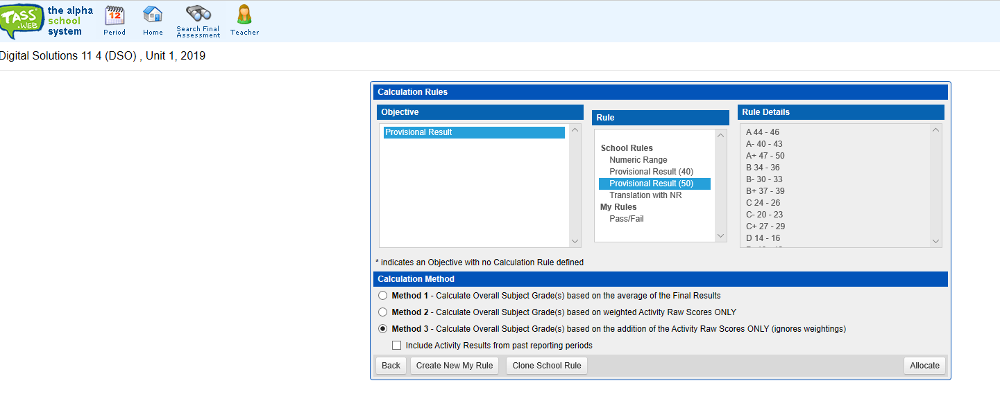 TASS
.WEB
the alpha
school
system
12
Period
Home
Search Final
Assessment
Teacher
Digital Solutions 11 4 (DSO) , Unit 1, 2019
Calculation Rules
Objective
Provisional Result
Rule
School Rules
Numeric Range
Provisional Result (40)
Provisional Result (50)
Translation with NR
My Rules
Pass/Fail
Rule Details
A 44 - 46
A- 40 - 43
A+ 47 - 50
B 34 - 36
B- 30 - 33
B+ 37 - 39
C 24 - 26
C- 20 - 23
C+ 27 - 29
D 14 - 16
* indicates an Objective with no Calculation Rule defined
Calculation Method
Method 1 - Calculate Overall Subject Grade(s) based on the average of the Final Results
Method 2 - Calculate Overall Subject Grade(s) based on weighted Activity Raw Scores ONLY
Method 3 - Calculate Overall Subject Grade(s) based on the addition of the Activity Raw Scores ONLY (ignores weightings)
Include Activity Results from past reporting periods
Back
Create New My Rule
Clone School Rule
Allocate